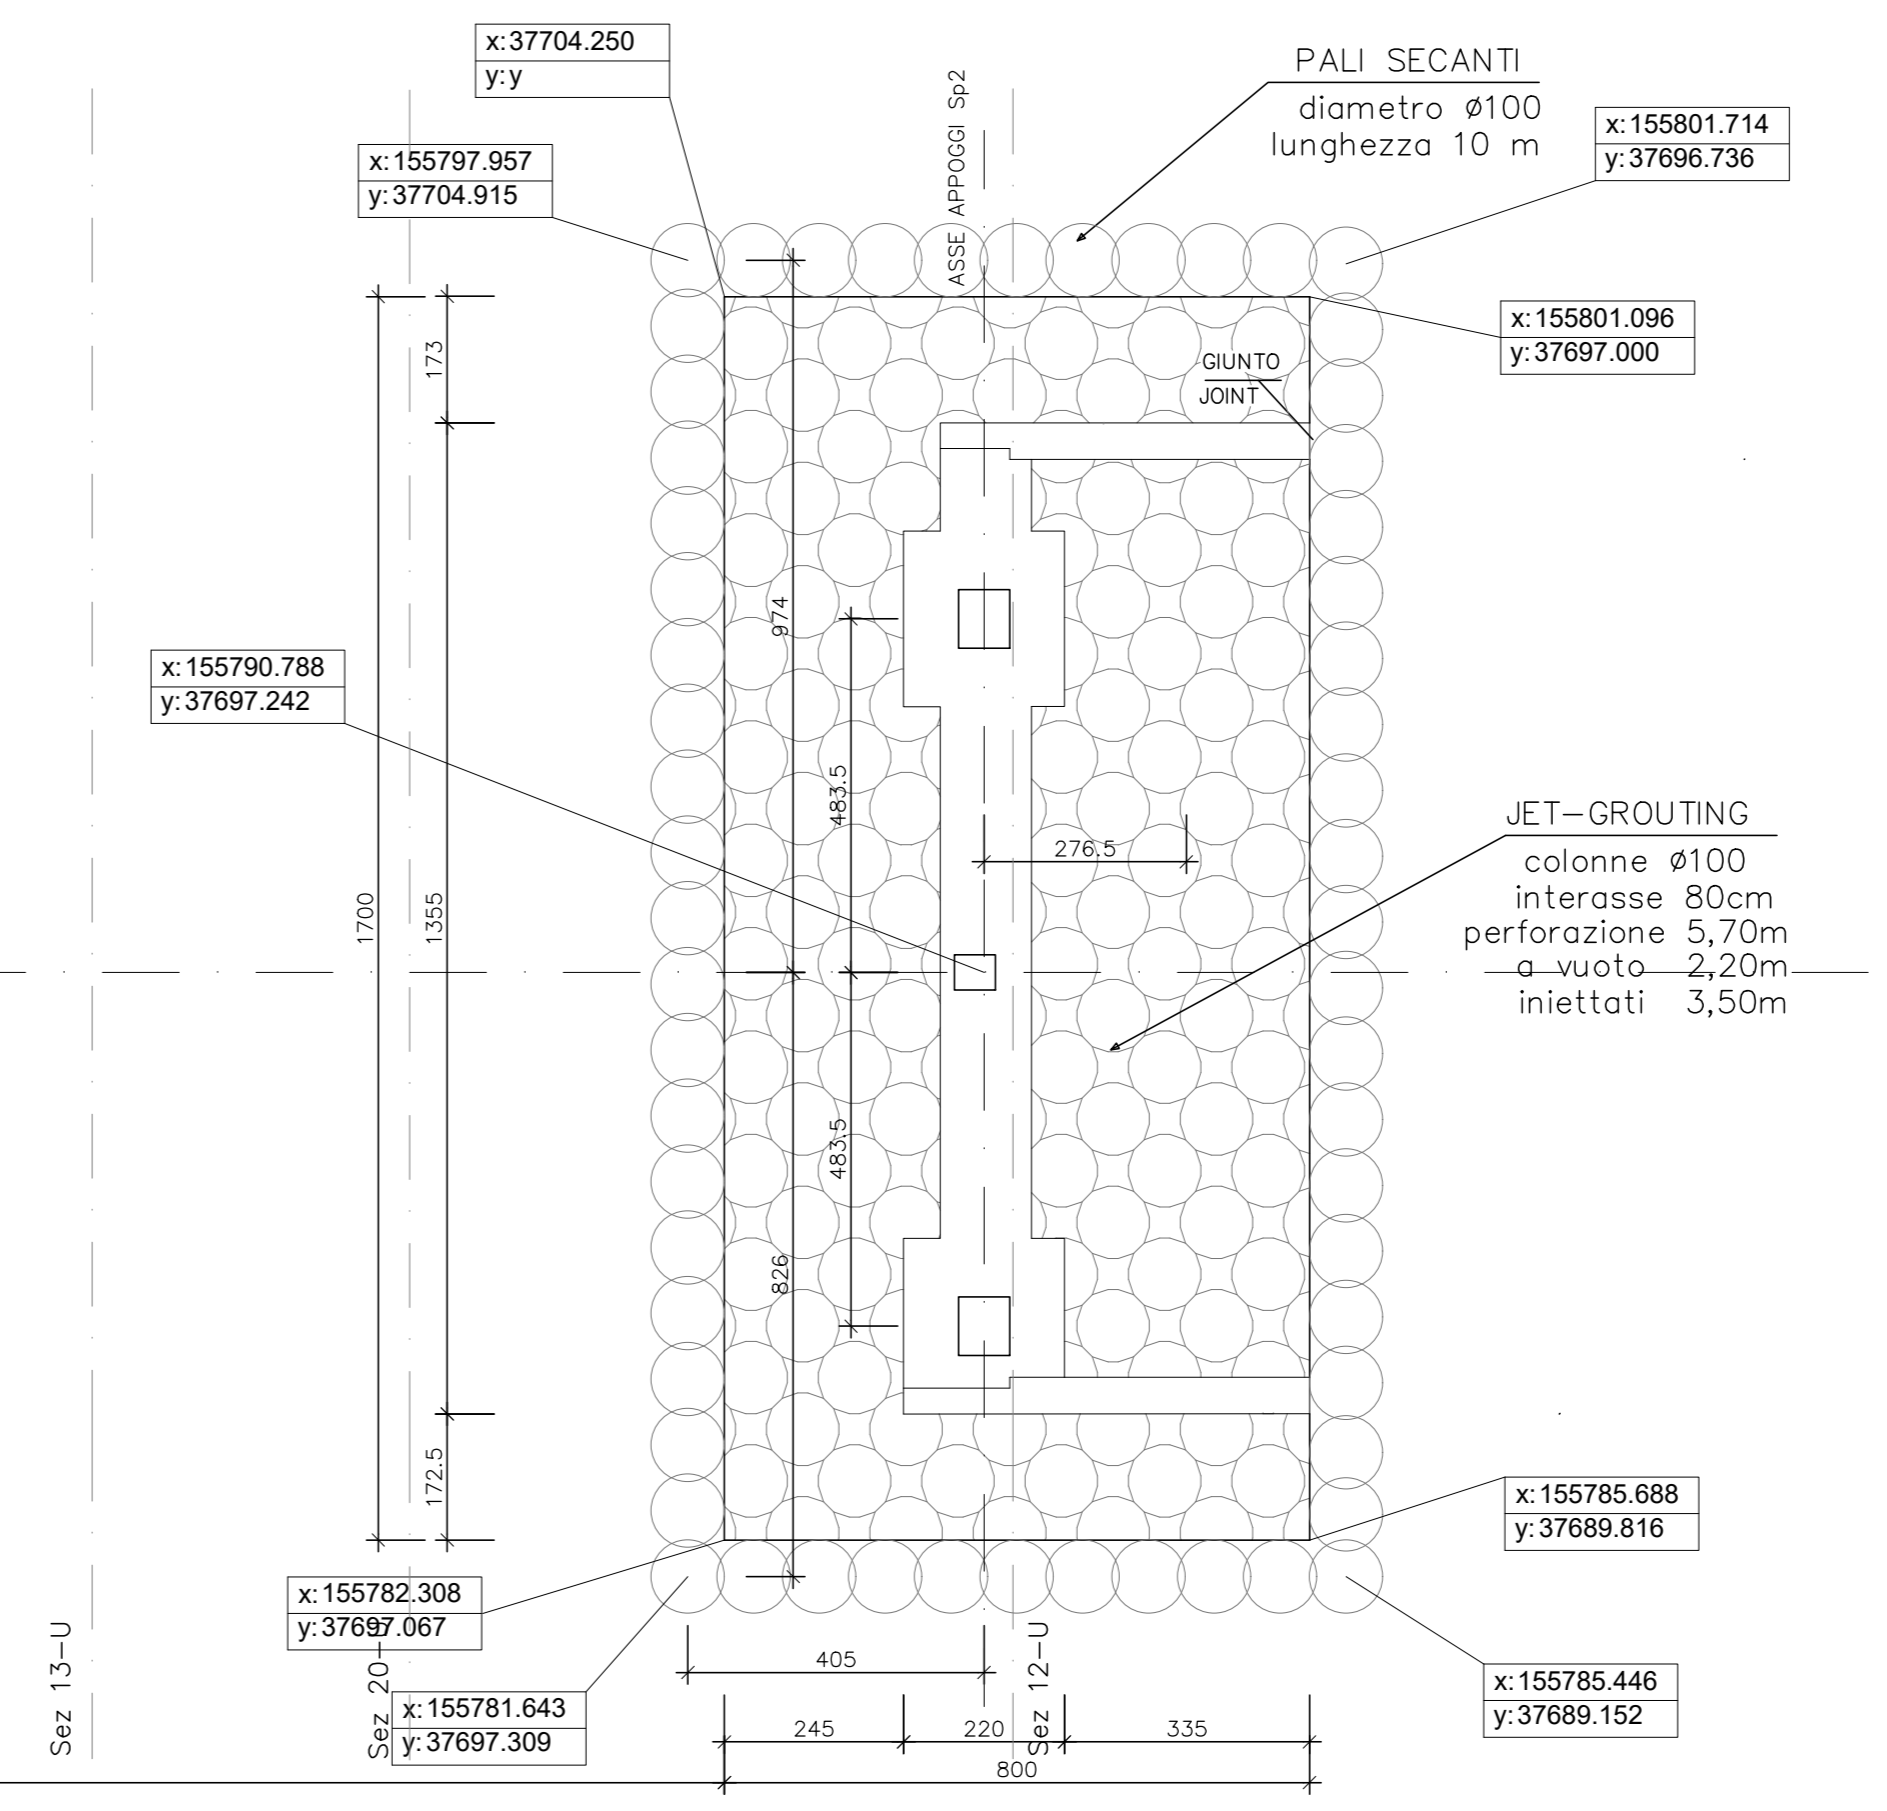 x:37704.250
y:y
PALI SECANTI
diametro Ø100
lunghezza 10 m
x:155801.714
y:37696.736
x:155797.957
y:37704.915
ASSE APPOGGI Sp2
x:155801.096
y:37697.000
173
GIUNTO
JOINT
974
x:155790.788
y:37697.242
483.5
276.5
JET-GROUTING
colonne Ø100
interasse 80cm
perforazione 5,70m
a vuoto 2,20m
iniettati 3,50m
1700
1355
483.5
826
172.5
x:155785.688
y:37689.816
x:155782.308
y:37697.067
Sez 13-U
Sez 20-
x:155781.643
y:37697.309
405
Sez 12-U
x:155785.446
y:37689.152
245
220
335
800